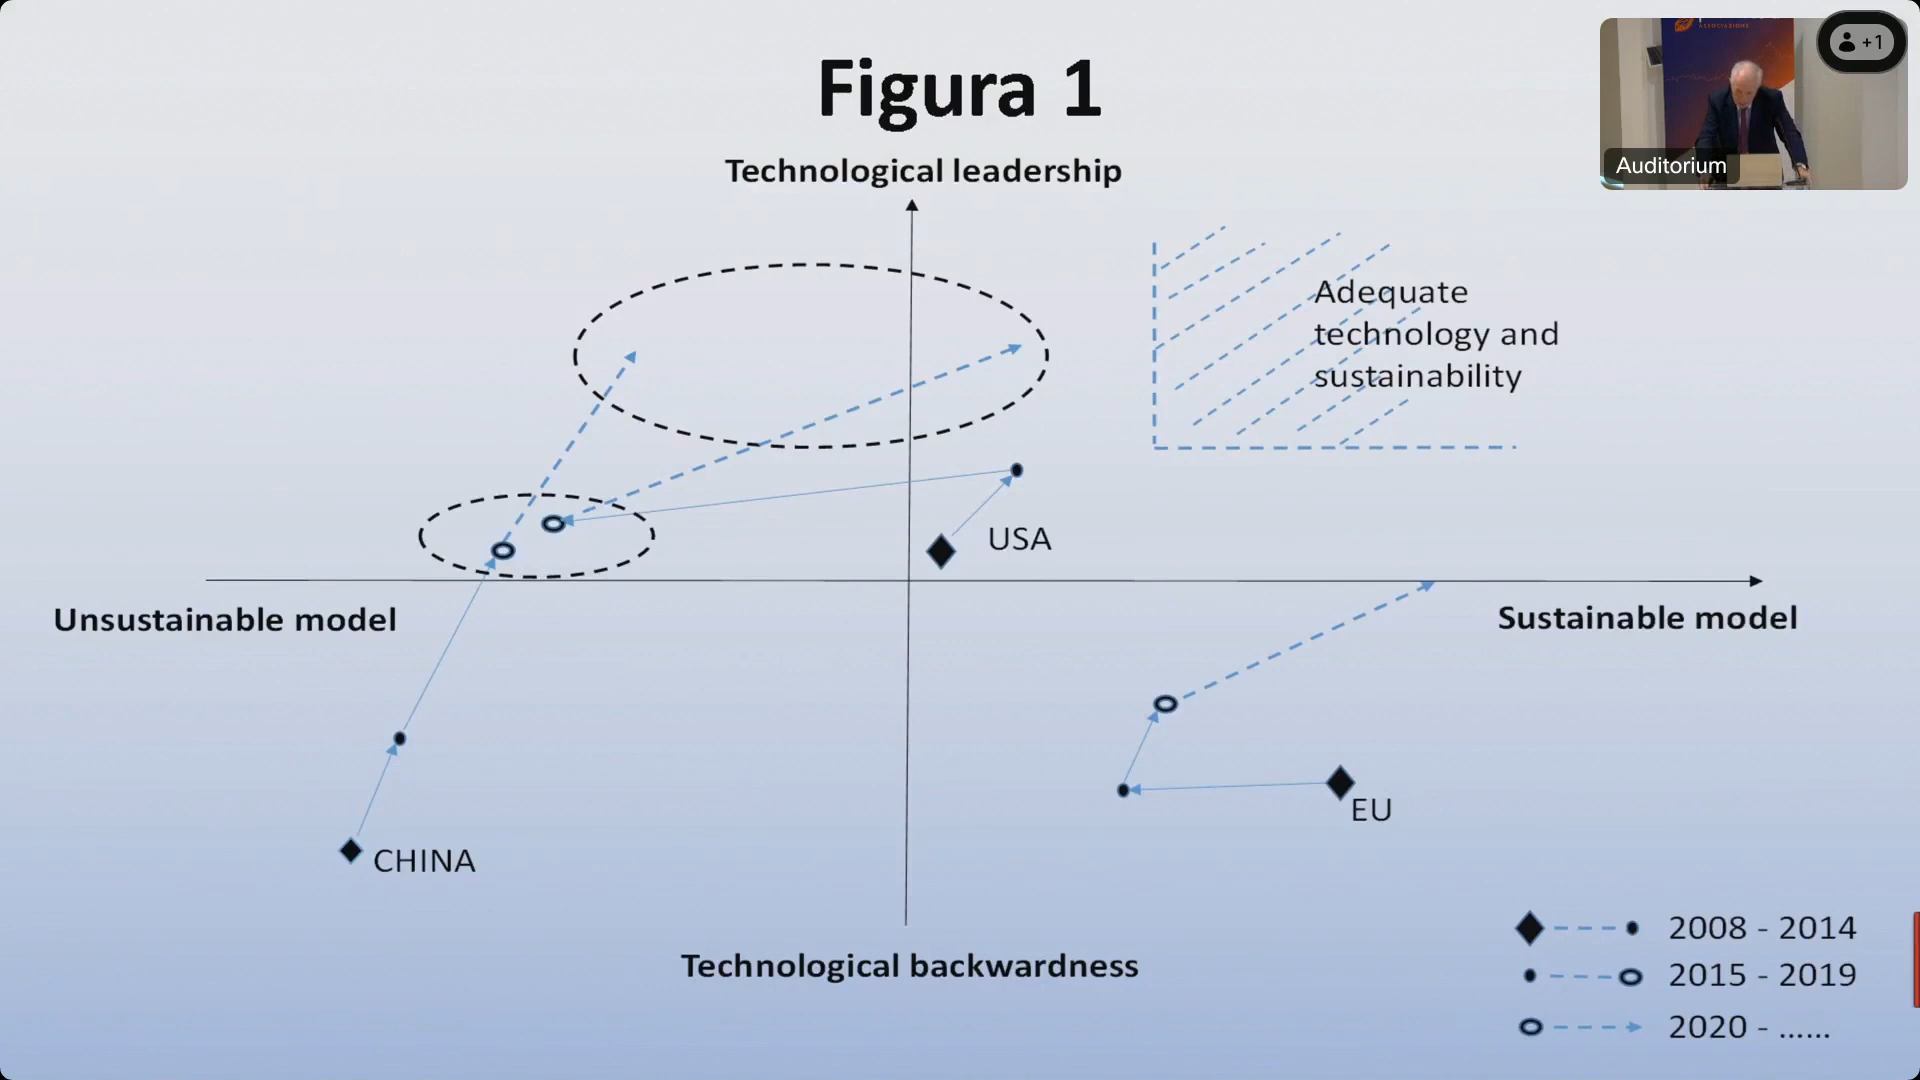 Figura 1
ASSOCIAZIONE
+1
Auditorium
Technological leadership
Adequate
technology and
sustainability
USA
Unsustainable model
Sustainable model
EU
CHINA
Technological backwardness
2008 - 2014
2015 - 2019
2020 - ......